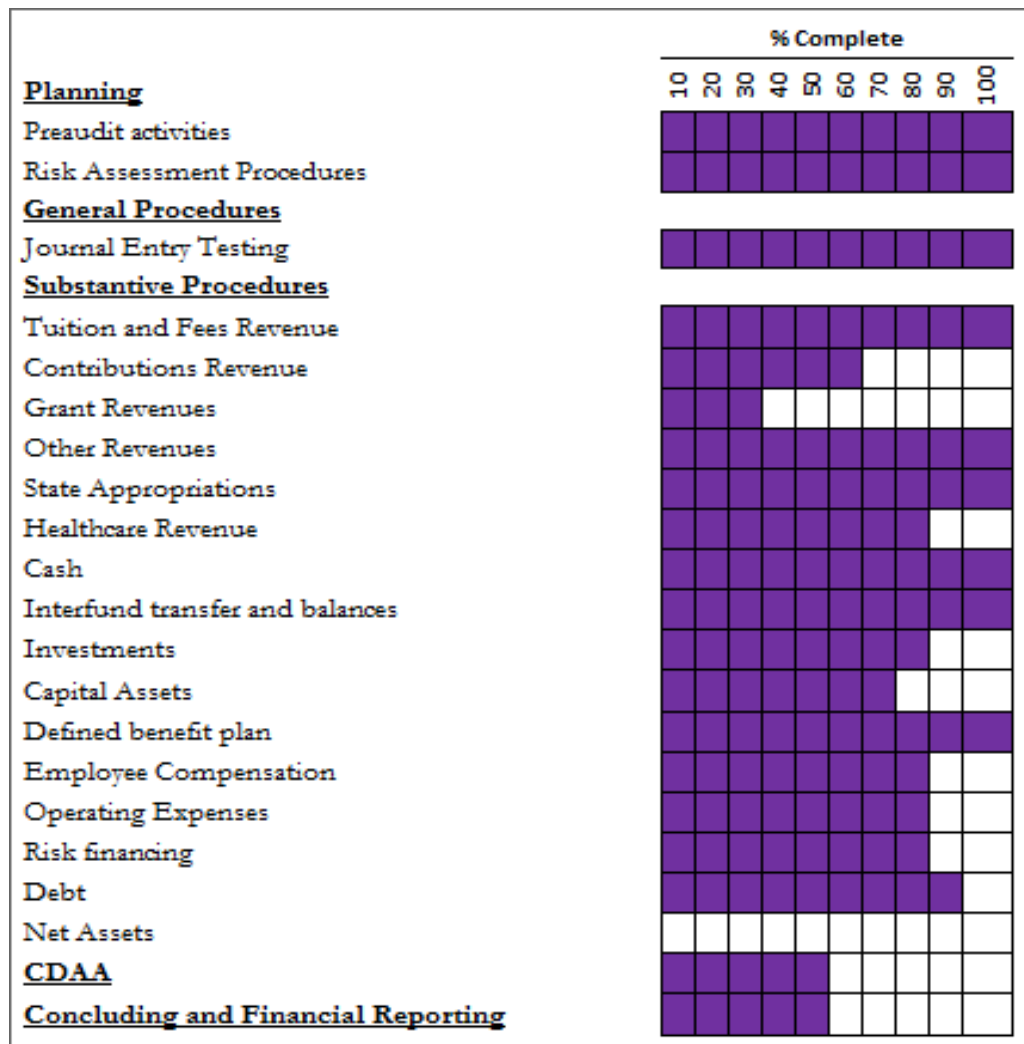 % Complete
Planning 10 20 30 40 50 60 70 80 90 100
Preaudit activities
Risk Assessment Procedures
General Procedures
Journal Entry Testing
Substantive Procedures
Tuition and Fees Revenue
Contributions Revenue
Grant Revenues
Other Revenues
State Appropriations
Healthcare Revenue
Cash
Interfund transfer and balances
Investments
Capital Assets
Defined benefit plan
Employee Compensation
Operating Expenses
Risk financing
Debt
Net Assets
CDAA
Concluding and Financial Reporting